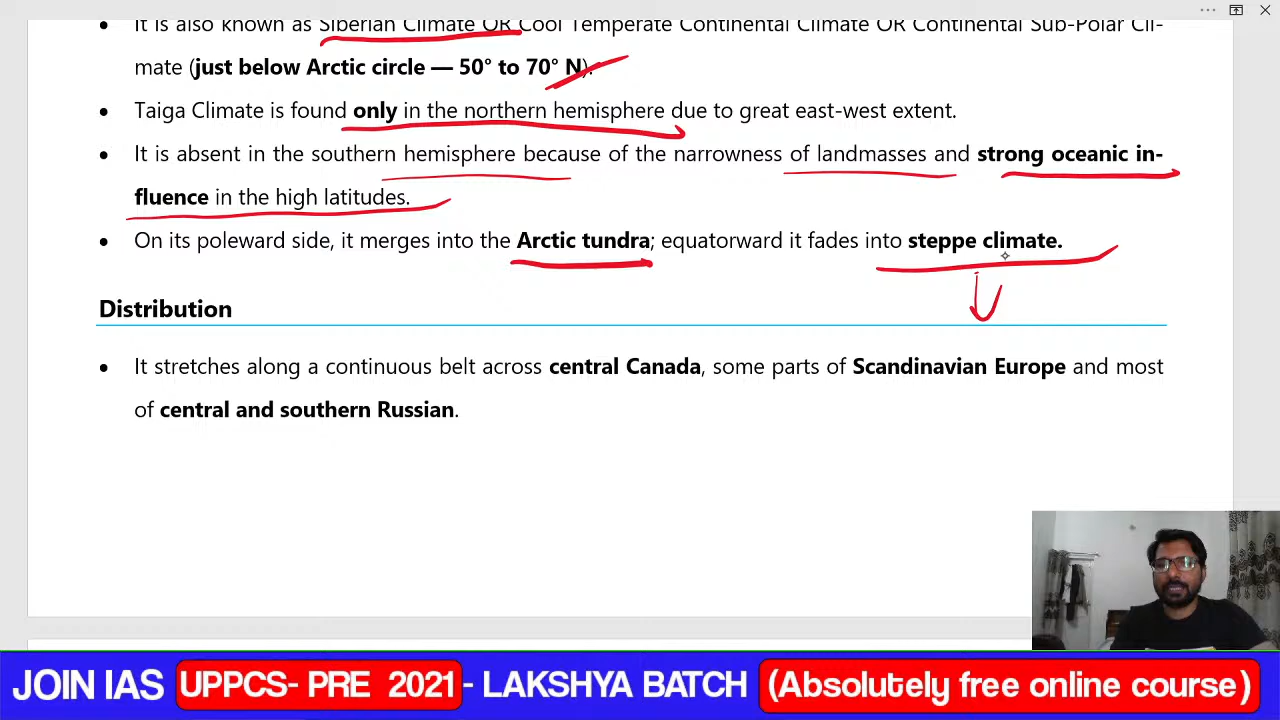 • It is also known as Siberian Climate OR Cool Temperate Continental Climate OR Continental Sub-Polar Cli-
mate (just below Arctic circle — 50° to 70° N).
• Taiga Climate is found only in the northern hemisphere due to great east-west extent.
• It is absent in the southern hemisphere because of the narrowness of landmasses and strong oceanic in-
fluence in the high latitudes.
• On its poleward side, it merges into the Arctic tundra; equatorward it fades into steppe climate.
Distribution
• It stretches along a continuous belt across central Canada, some parts of Scandinavian Europe and most
of central and southern Russian.
JOIN IAS UPPCS- PRE 2021 - LAKSHYA BATCH (Absolutely free online course)